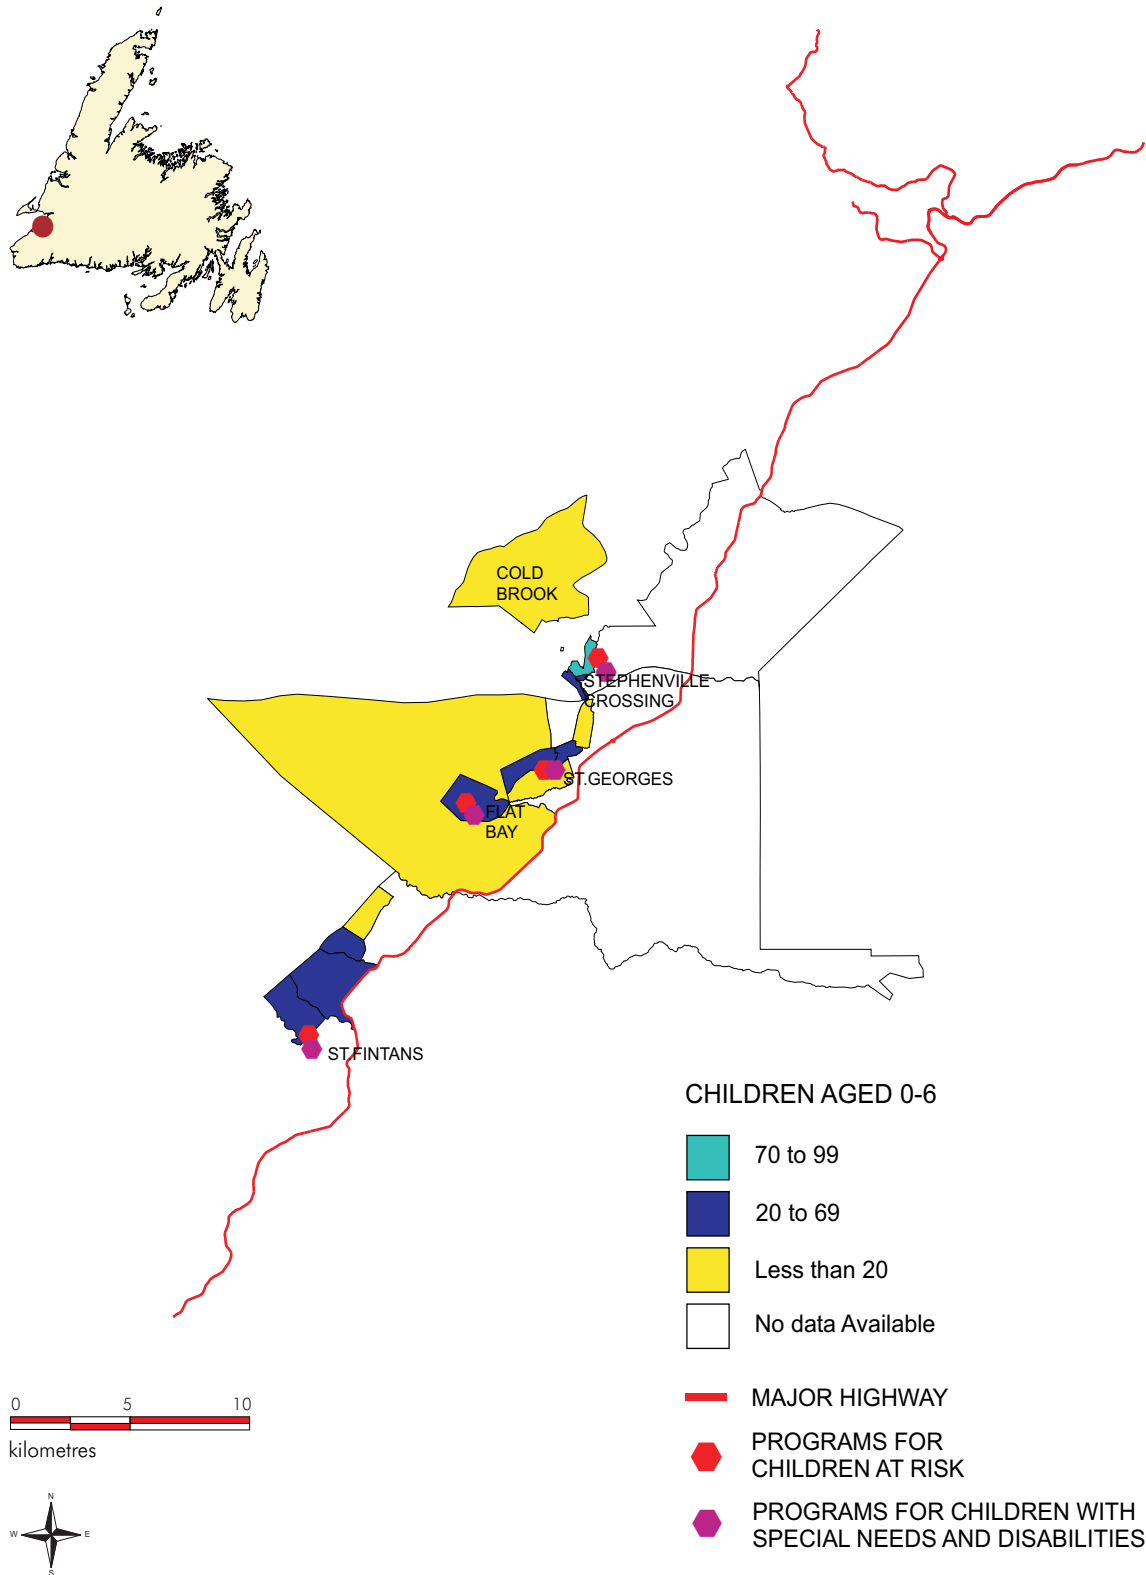 COLD
BROOK
STEPHENVILLE
CROSSING
ST.GEORGES
FLAT
BAY
ST.FINTANS
CHILDREN AGED 0-6
70 to 99
20 to 69
Less than 20
No data Available
MAJOR HIGHWAY
PROGRAMS FOR
CHILDREN AT RISK
PROGRAMS FOR CHILDREN WITH
SPECIAL NEEDS AND DISABILITIES
0 5 10
kilometres
N
W E
S